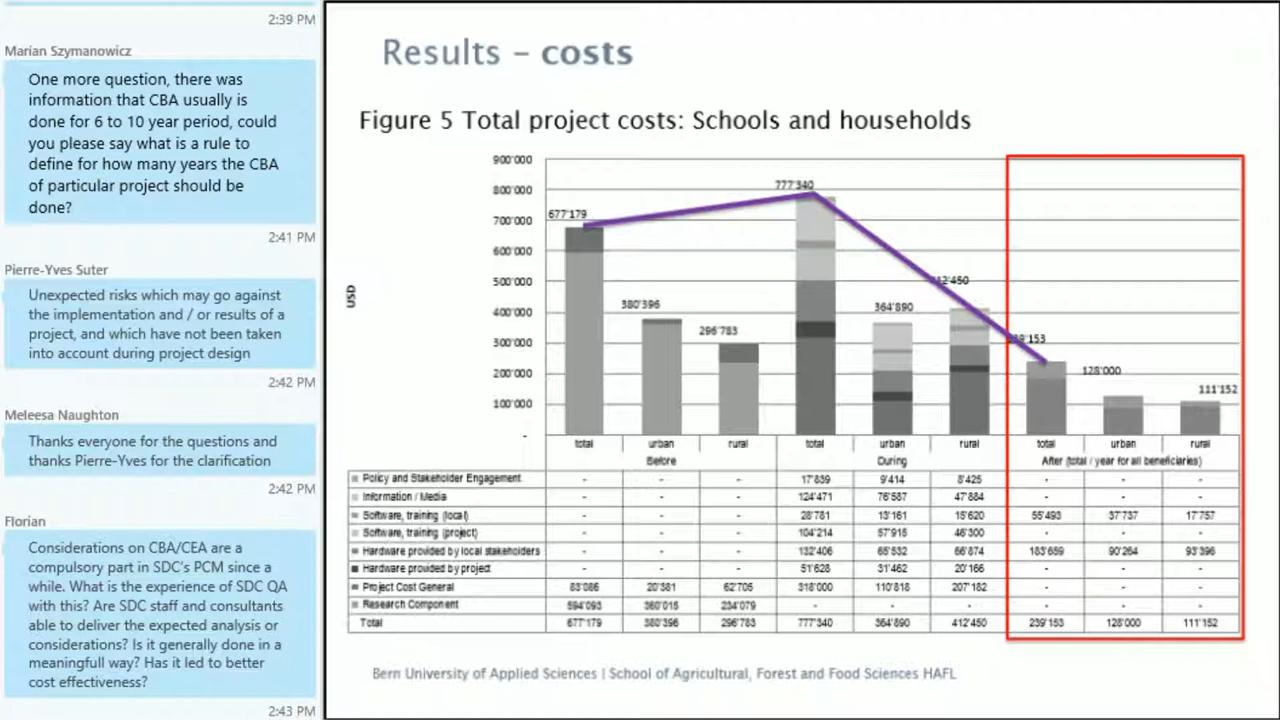 2:39 PM
Marian Szymanowicz
One more question, there was
information that CBA usually is
done for 6 to 10 year period, could
you please say what is a rule to
define for how many years the CBA
of particular project should be
done?
2:41 PM
Pierre-Yves Suter
Unexpected risks which may go against
the implementation and / or results of a
project, and which have not been taken
into account during project design
2:42 PM
Meleesa Naughton
Thanks everyone for the questions and
thanks Pierre-Yves for the clarification
2:42 PM
Florian
Considerations on CBA/CEA are a
compulsory part in SDC's PCM since a
while. What is the experience of SDC QA
with this? Are SDC staff and consultants
able to deliver the expected analysis or
considerations? Is it generally done in a
meaningfull way? Has it led to better
cost effectiveness?
2:43 PM
Results – costs
Figure 5 Total project costs: Schools and households
USD
900'000
800'000
700'000
600'000
500'000
400'000
300'000
200'000
100'000
-
677'179
380'396
296'783
777'340
364'890
412'450
128'000
111'152
total urban rural total urban rural total urban rural
Before During After (total / year for all beneficiaries)
Policy and Stakeholder Engagement - - - 17'839 9'414 8'425 - - -
Information / Media - - - 124'471 76'587 47'884 - - -
Software, training (local) - - - 28'781 13'161 15'620 55'493 37'737 17'757
Software, training (project) - - - 104'214 57'915 46'300 - - -
Hardware provided by local stakeholders - - - 132'406 65'532 66'874 183'659 90'264 93'396
Hardware provided by project - - - 51'628 31'462 20'166 - - -
Project Cost General 83'086 20'381 62'705 318'000 110'818 207'182 - - -
Research Component 594'093 360'015 234'079 - - - - - -
Total 677'179 380'396 296'783 777'340 364'890 412'450 239'153 128'000 111'152
Bern University of Applied Sciences | School of Agricultural, Forest and Food Sciences HAFL